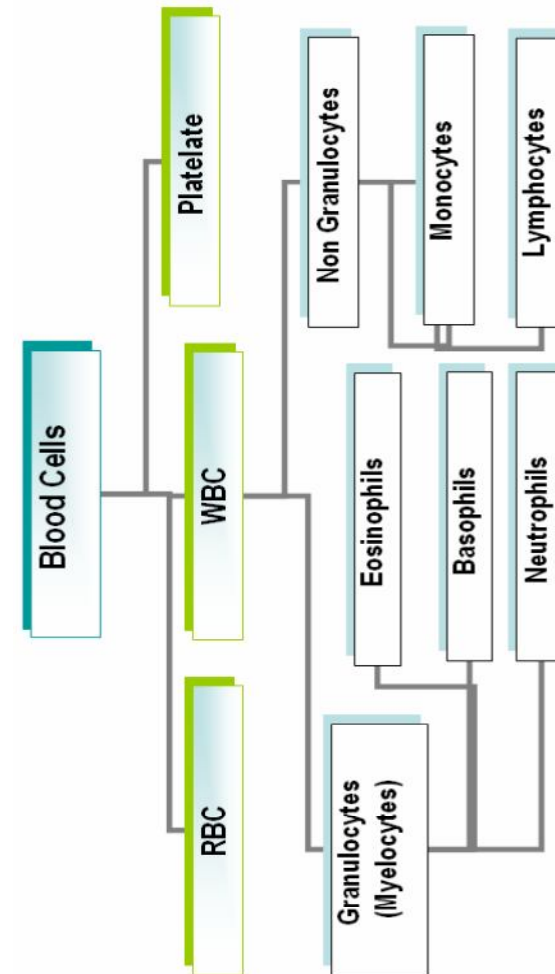 Blood Cells
RBC
WBC
Platelate
Granulocytes
(Myelocytes)
Eosinophils
Basophils
Neutrophils
Non Granulocytes
Monocytes
Lymphocytes